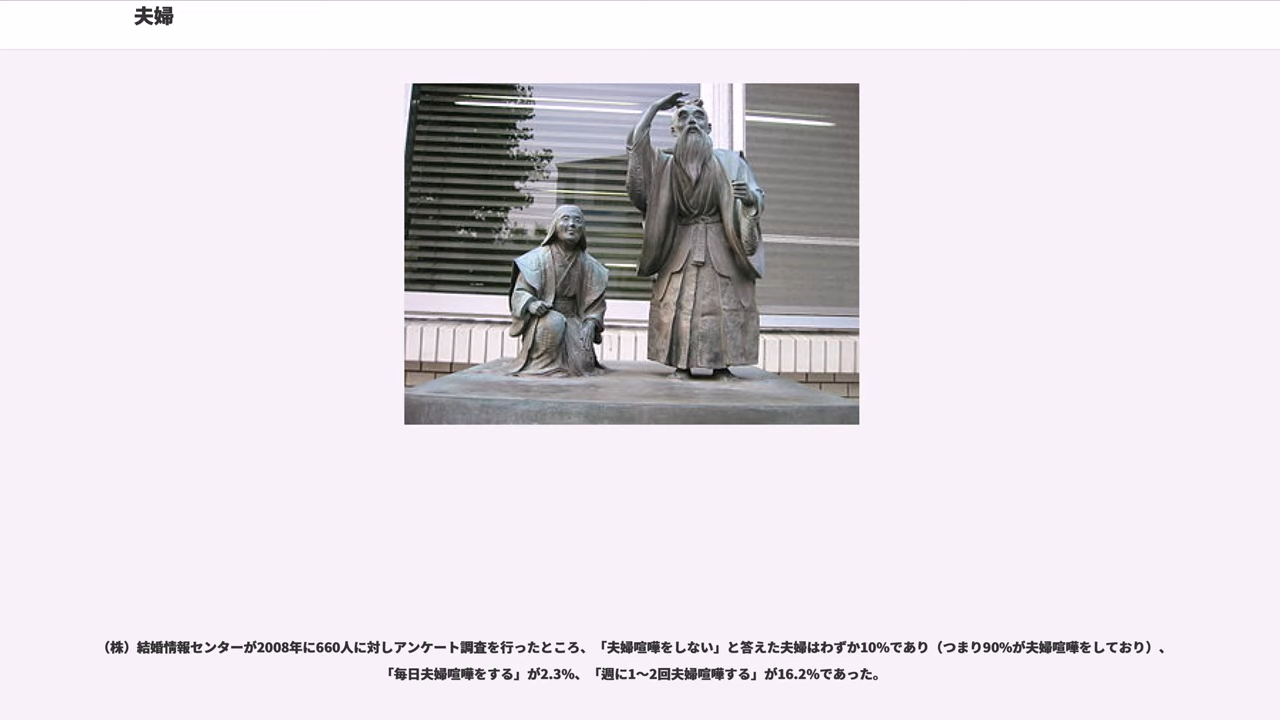 夫婦
（株）結婚情報センターが2008年に660人に対しアンケート調査を行ったところ、「夫婦喧嘩をしない」と答えた夫婦はわずか10%であり（つまり90%が夫婦喧嘩をしており）、
「毎日夫婦喧嘩をする」が2.3%、「週に1〜2回夫婦喧嘩する」が16.2%であった。